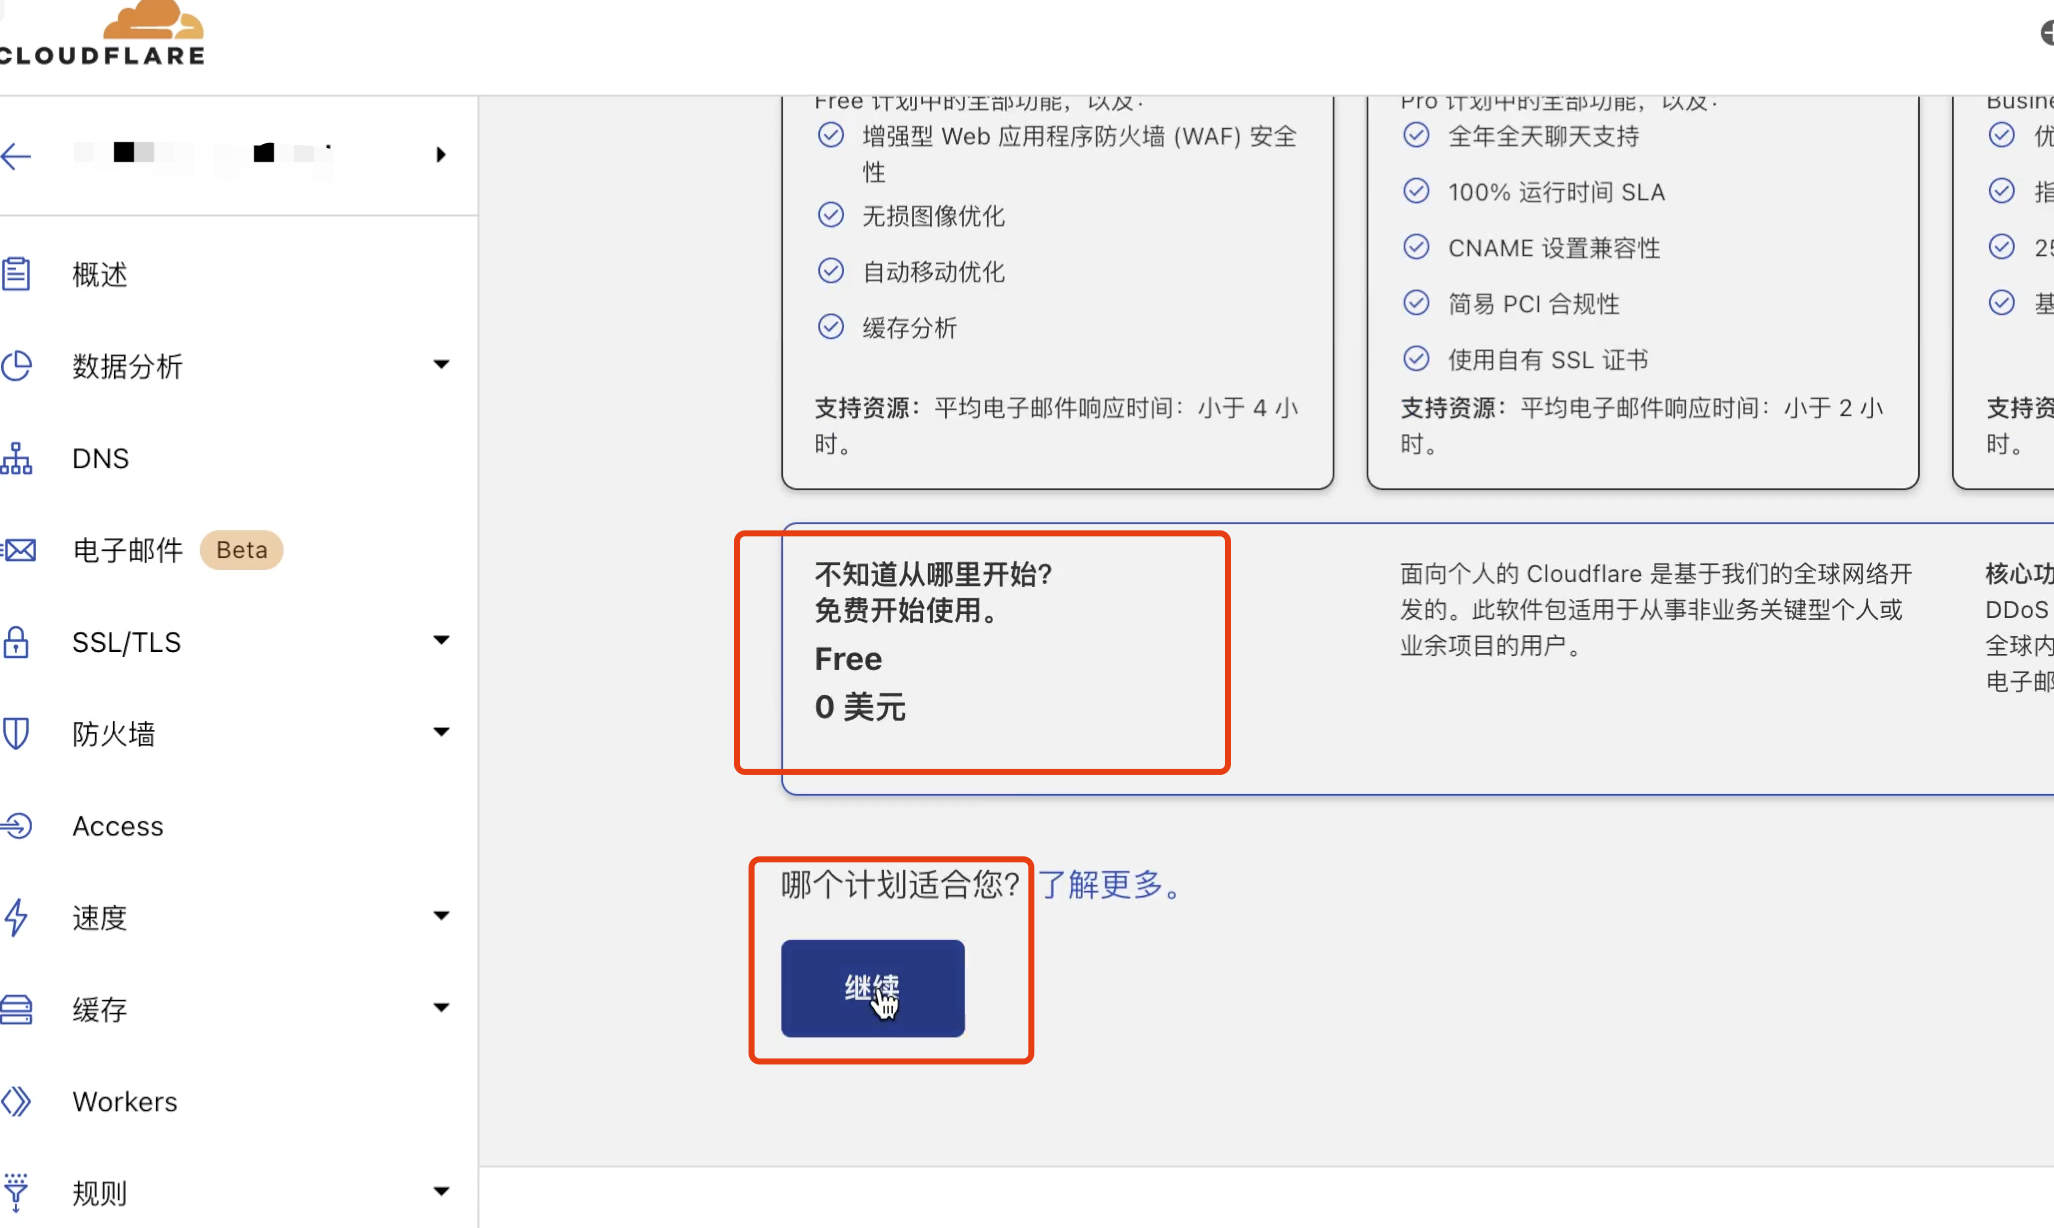 CLOUDFLARE
概述
数据分析
DNS
电子邮件 Beta
SSL/TLS
防火墙
Access
速度
缓存
Workers
规则
Free 计划中的全部功能，以及：
增强型 Web 应用程序防火墙 (WAF) 安全
性
无损图像优化
自动移动优化
缓存分析
支持资源：平均电子邮件响应时间：小于 4 小
时。
Pro 计划中的全部功能，以及：
全年全天聊天支持
100% 运行时间 SLA
CNAME 设置兼容性
简易 PCI 合规性
使用自有 SSL 证书
支持资源：平均电子邮件响应时间：小于 2 小
时。
优
指
基
支持资
时。
不知道从哪里开始？
免费开始使用。
Free
0 美元
面向个人的 Cloudflare 是基于我们的全球网络开
发的。此软件包适用于从事非业务关键型个人或
业余项目的用户。
核心功
DDoS
全球内
电子邮
哪个计划适合您？了解更多。
继续